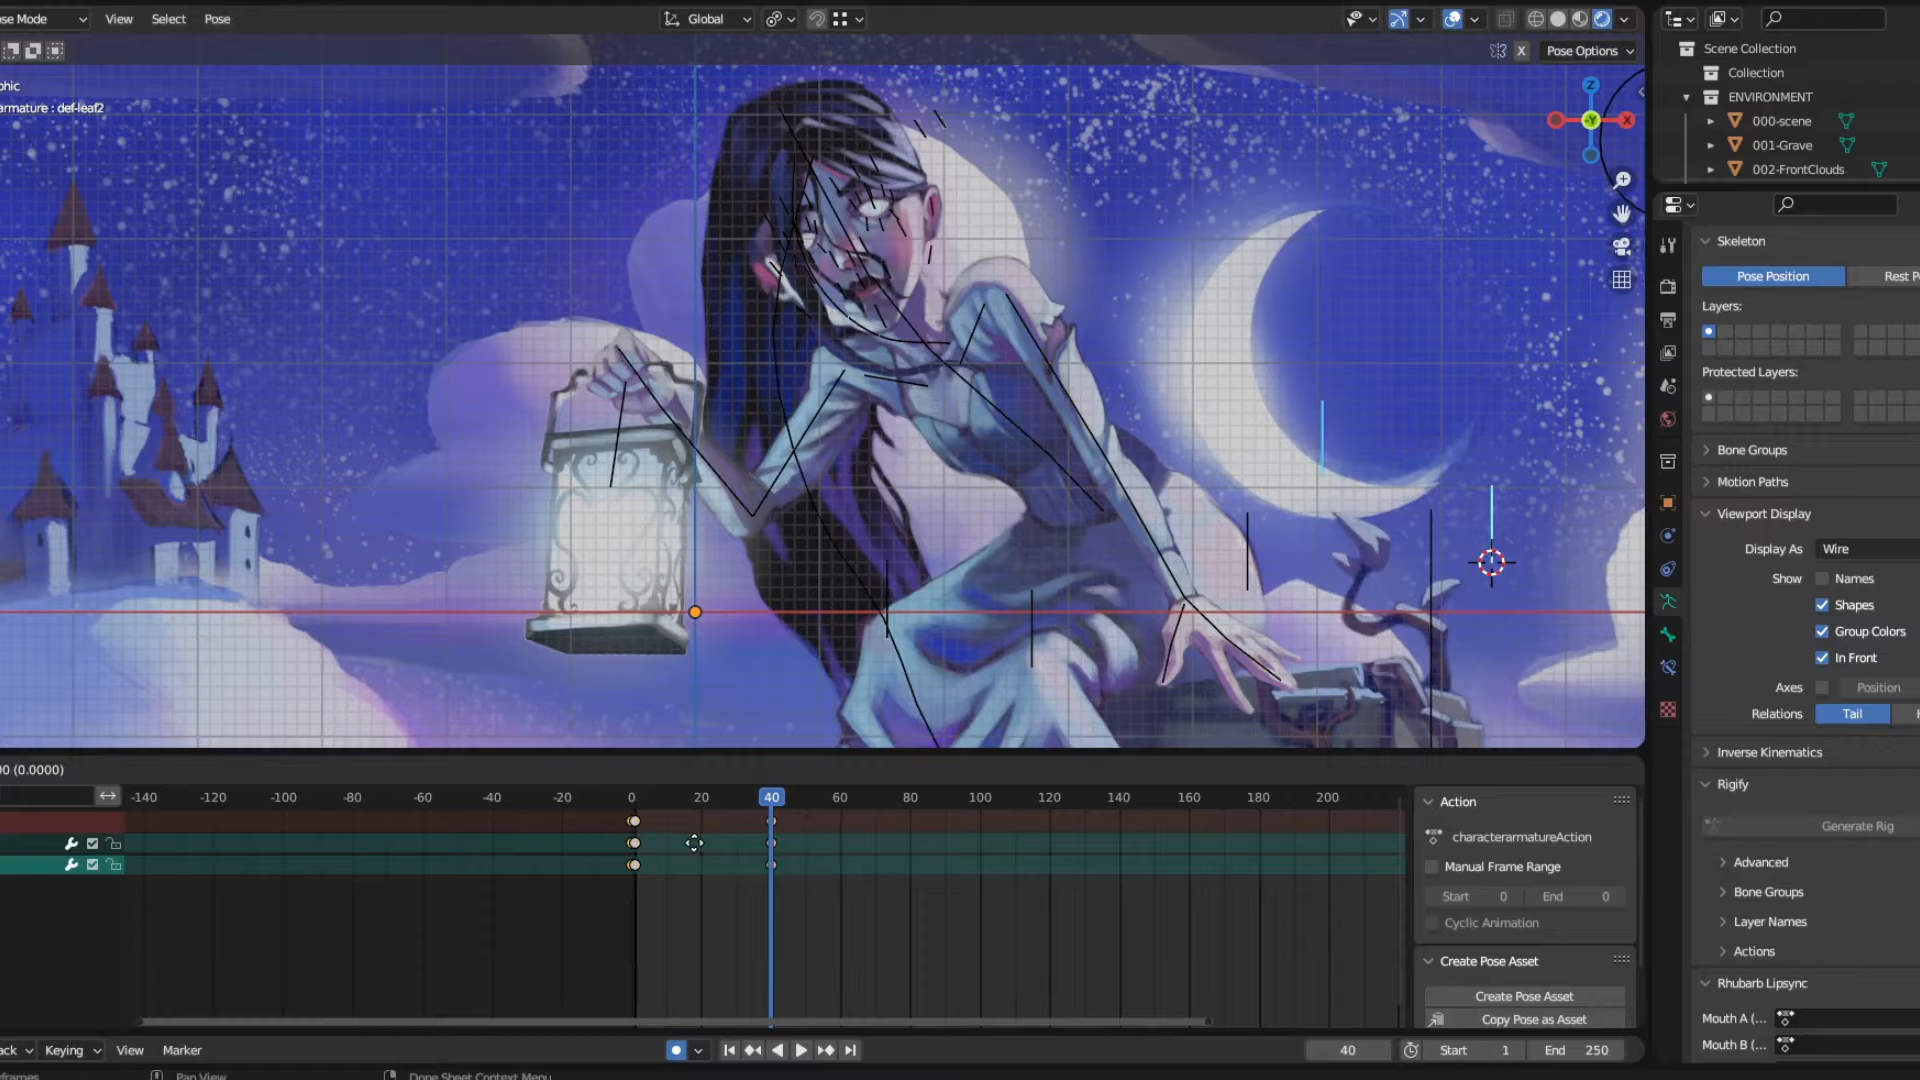 ose Mode View Select Pose Global
X Pose Options
phic
armature : def-leaf2
Z
-Y X
Scene Collection
Collection
ENVIRONMENT
000-scene
001-Grave
002-FrontClouds
Skeleton
Pose Position Rest P
Layers:
Protected Layers:
Bone Groups
Motion Paths
Viewport Display
Display As Wire
Show Names
Shapes
Group Colors
In Front
Axes Position
Relations Tail
Inverse Kinematics
Rigify
Generate Rig
Advanced
Bone Groups
Layer Names
Actions
Rhubarb Lipsync
Mouth A (...
Mouth B (...
00 (0.0000)
-140 -120 -100 -80 -60 -40 -20 0 20 40 60 80 100 120 140 160 180 200
Action
characterarmatureAction
Manual Frame Range
Start 0 End 0
Cyclic Animation
Create Pose Asset
Create Pose Asset
Copy Pose as Asset
ack Keying View Marker 40 Start 1 End 250
yframes Pan View Dope Sheet Context Menu